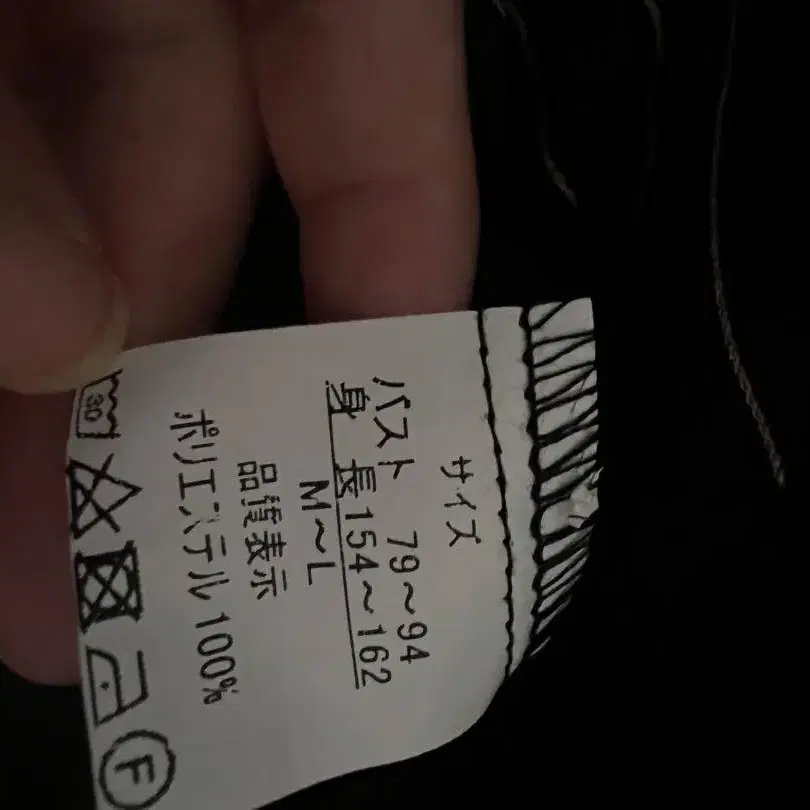 サイズ
バスト 79~94
身 長 154~162
M~L
品質表示
ポリエステル 100%
30
F